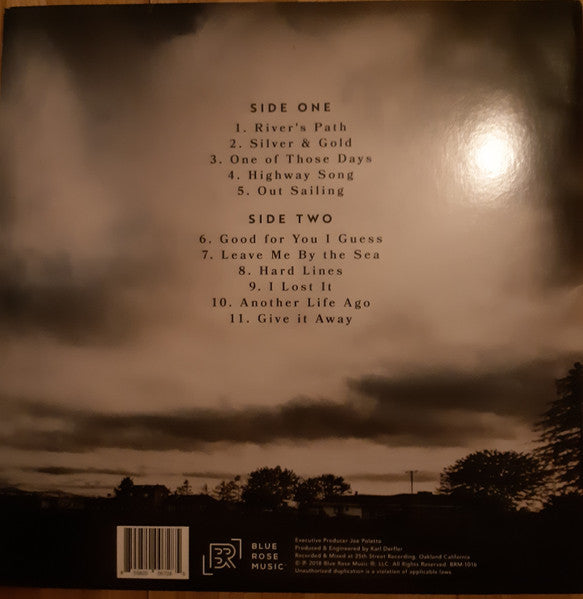 SIDE ONE
1. River's Path
2. Silver & Gold
3. One of Those Days
4. Highway Song
5. Out Sailing
SIDE TWO
6. Good for You I Guess
7. Leave Me By the Sea
8. Hard Lines
9. I Lost It
10. Another Life Ago
11. Give it Away
BR
BLUE
ROSE
MUSIC
Executive Producer Joe Poletto
Produced & Engineered by Karl Derfler
Recorded & Mixed at 25th Street Recording, Oakland California
© ℗ 2018 Blue Rose Music ®, LLC. All Rights Reserved. BRM-1016
Unauthorized duplication is a violation of applicable laws.